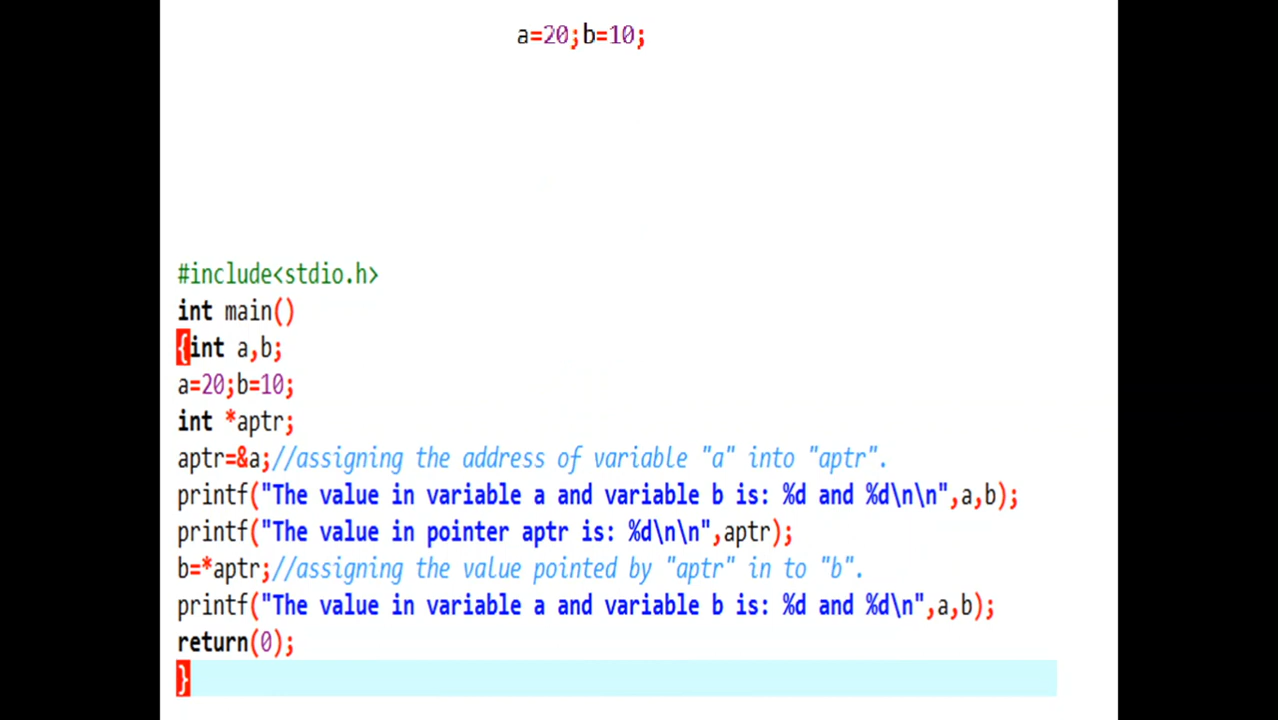 a=20;b=10;
#include<stdio.h>
int main()
{int a,b;
a=20;b=10;
int *aptr;
aptr=&a;//assigning the address of variable "a" into "aptr".
printf("The value in variable a and variable b is: %d and %d\n\n",a,b);
printf("The value in pointer aptr is: %d\n\n",aptr);
b=*aptr;//assigning the value pointed by "aptr" in to "b".
printf("The value in variable a and variable b is: %d and %d\n",a,b);
return(0);
}